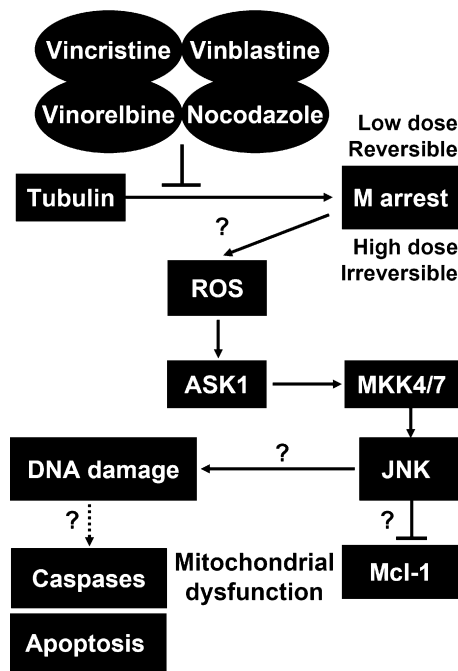 Vincristine Vinblastine
Vinorelbine Nocodazole
Low dose
Reversible
Tubulin
M arrest
?
High dose
Irreversible
ROS
ASK1
MKK4/7
DNA damage
?
JNK
?
?
Caspases
Mitochondrial
dysfunction
Mcl-1
Apoptosis